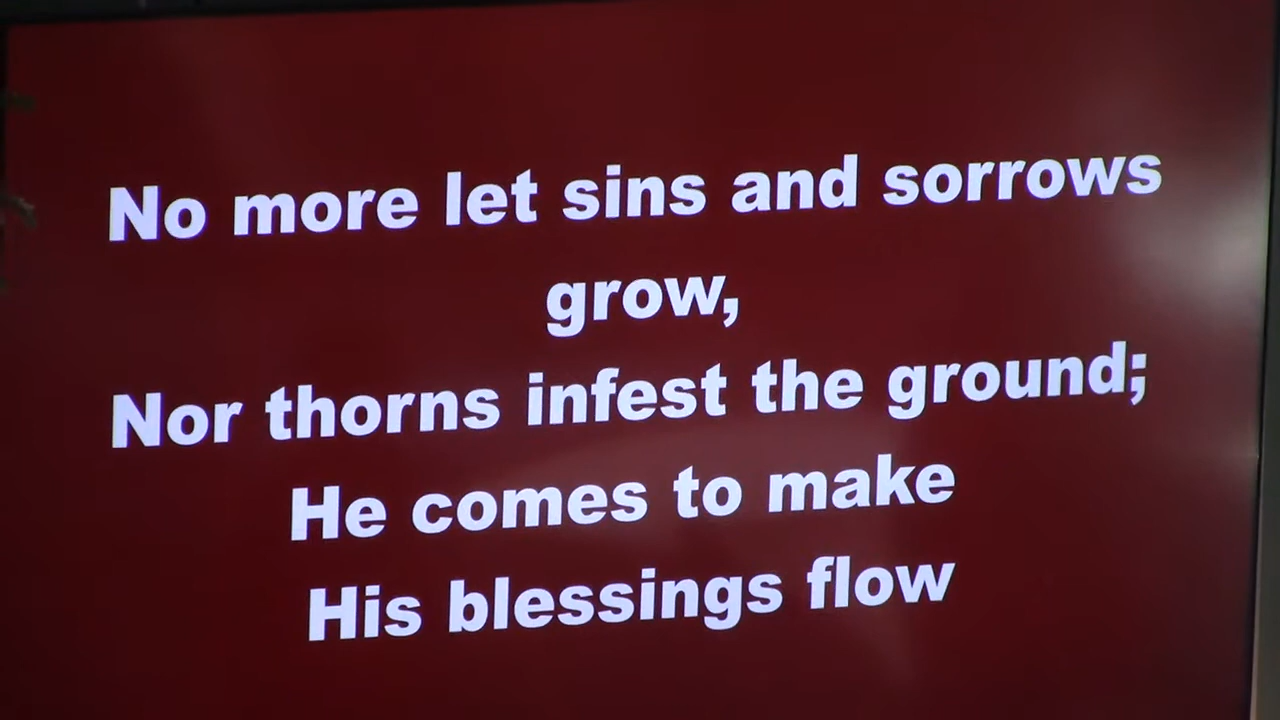 No more let sins and sorrows
grow,
Nor thorns infest the ground;
He comes to make
His blessings flow